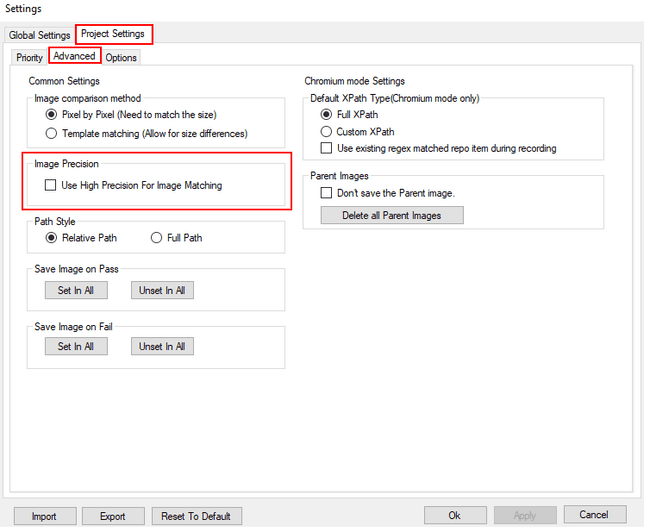 Settings
Global Settings
Project Settings
Priority
Advanced
Options
Common Settings
Image comparison method
Pixel by Pixel (Need to match the size)
Template matching (Allow for size differences)
Image Precision
Use High Precision For Image Matching
Path Style
Relative Path
Full Path
Save Image on Pass
Set In All
Unset In All
Save Image on Fail
Set In All
Unset In All
Chromium mode Settings
Default XPath Type(Chromium mode only)
Full XPath
Custom XPath
Use existing regex matched repo item during recording
Parent Images
Don't save the Parent image.
Delete all Parent Images
Import
Export
Reset To Default
Ok
Apply
Cancel